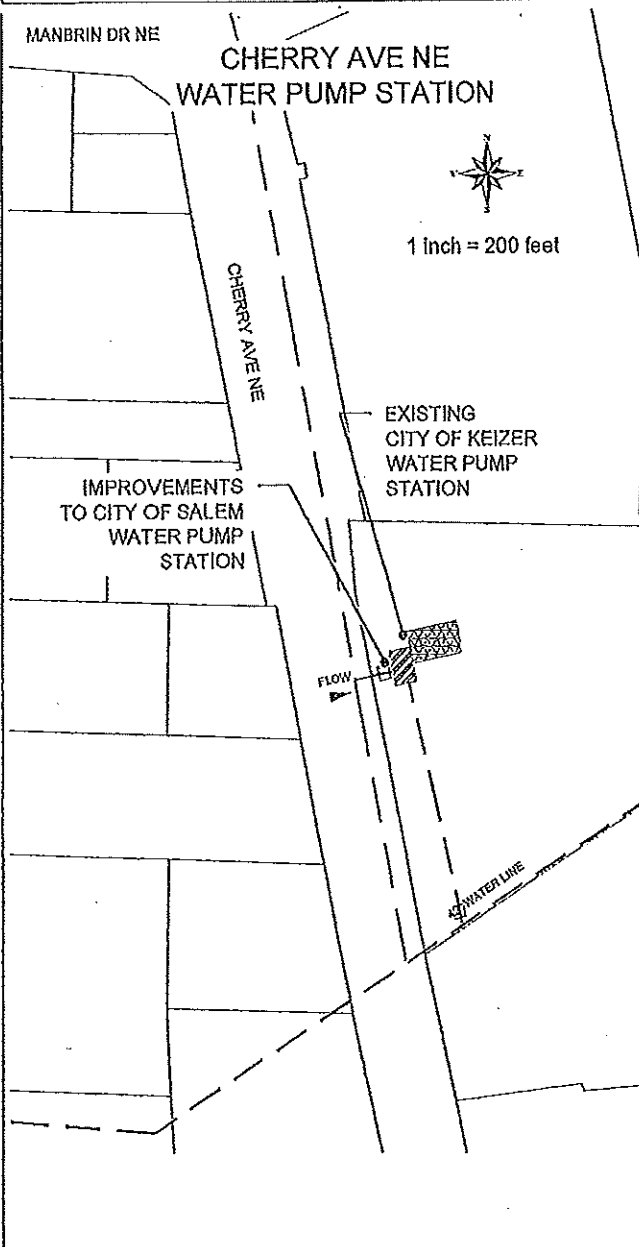 MANBRIN DR NE
CHERRY AVE NE
WATER PUMP STATION
N
E
S
1 inch = 200 feet
CHERRY AVE NE
EXISTING
CITY OF KEIZER
WATER PUMP
STATION
IMPROVEMENTS
TO CITY OF SALEM
WATER PUMP
STATION
FLOW
WATER LINE